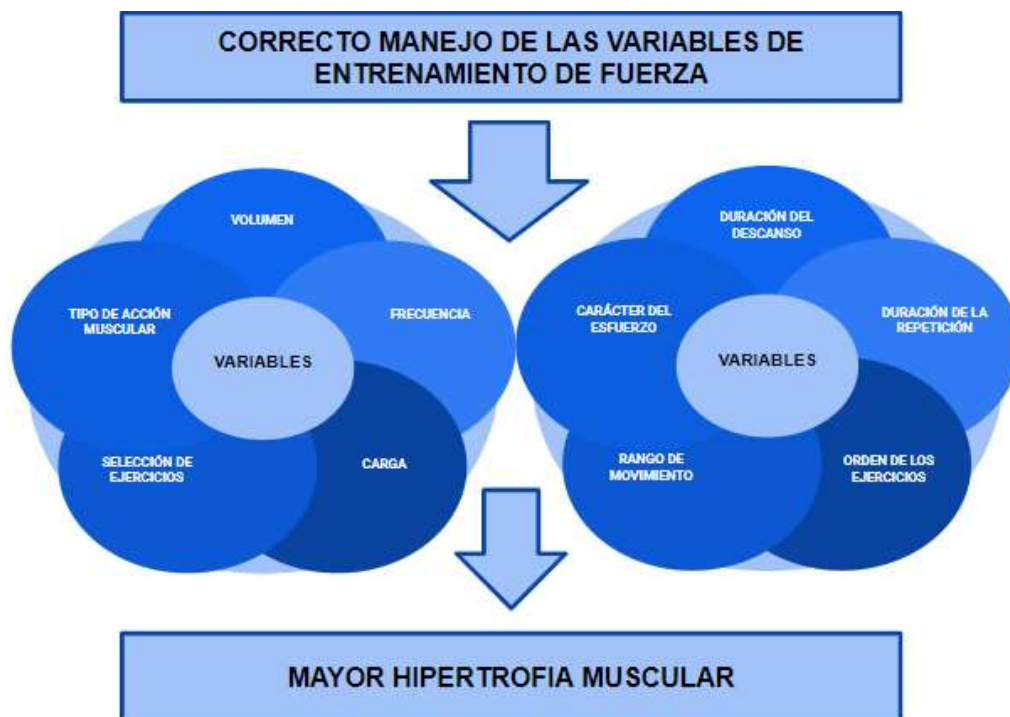 CORRECTO MANEJO DE LAS VARIABLES DE
ENTRENAMIENTO DE FUERZA
VOLUMEN
TIPO DE ACCIÓN
MUSCULAR
FRECUENCIA
VARIABLES
SELECCIÓN DE
EJERCICIOS
CARGA
DURACIÓN DEL
DESCANSO
CARÁCTER DEL
ESFUERZO
DURACIÓN DE LA
REPETICIÓN
VARIABLES
RANGO DE
MOVIMIENTO
ORDEN DE LOS
EJERCICIOS
MAYOR HIPERTROFIA MUSCULAR